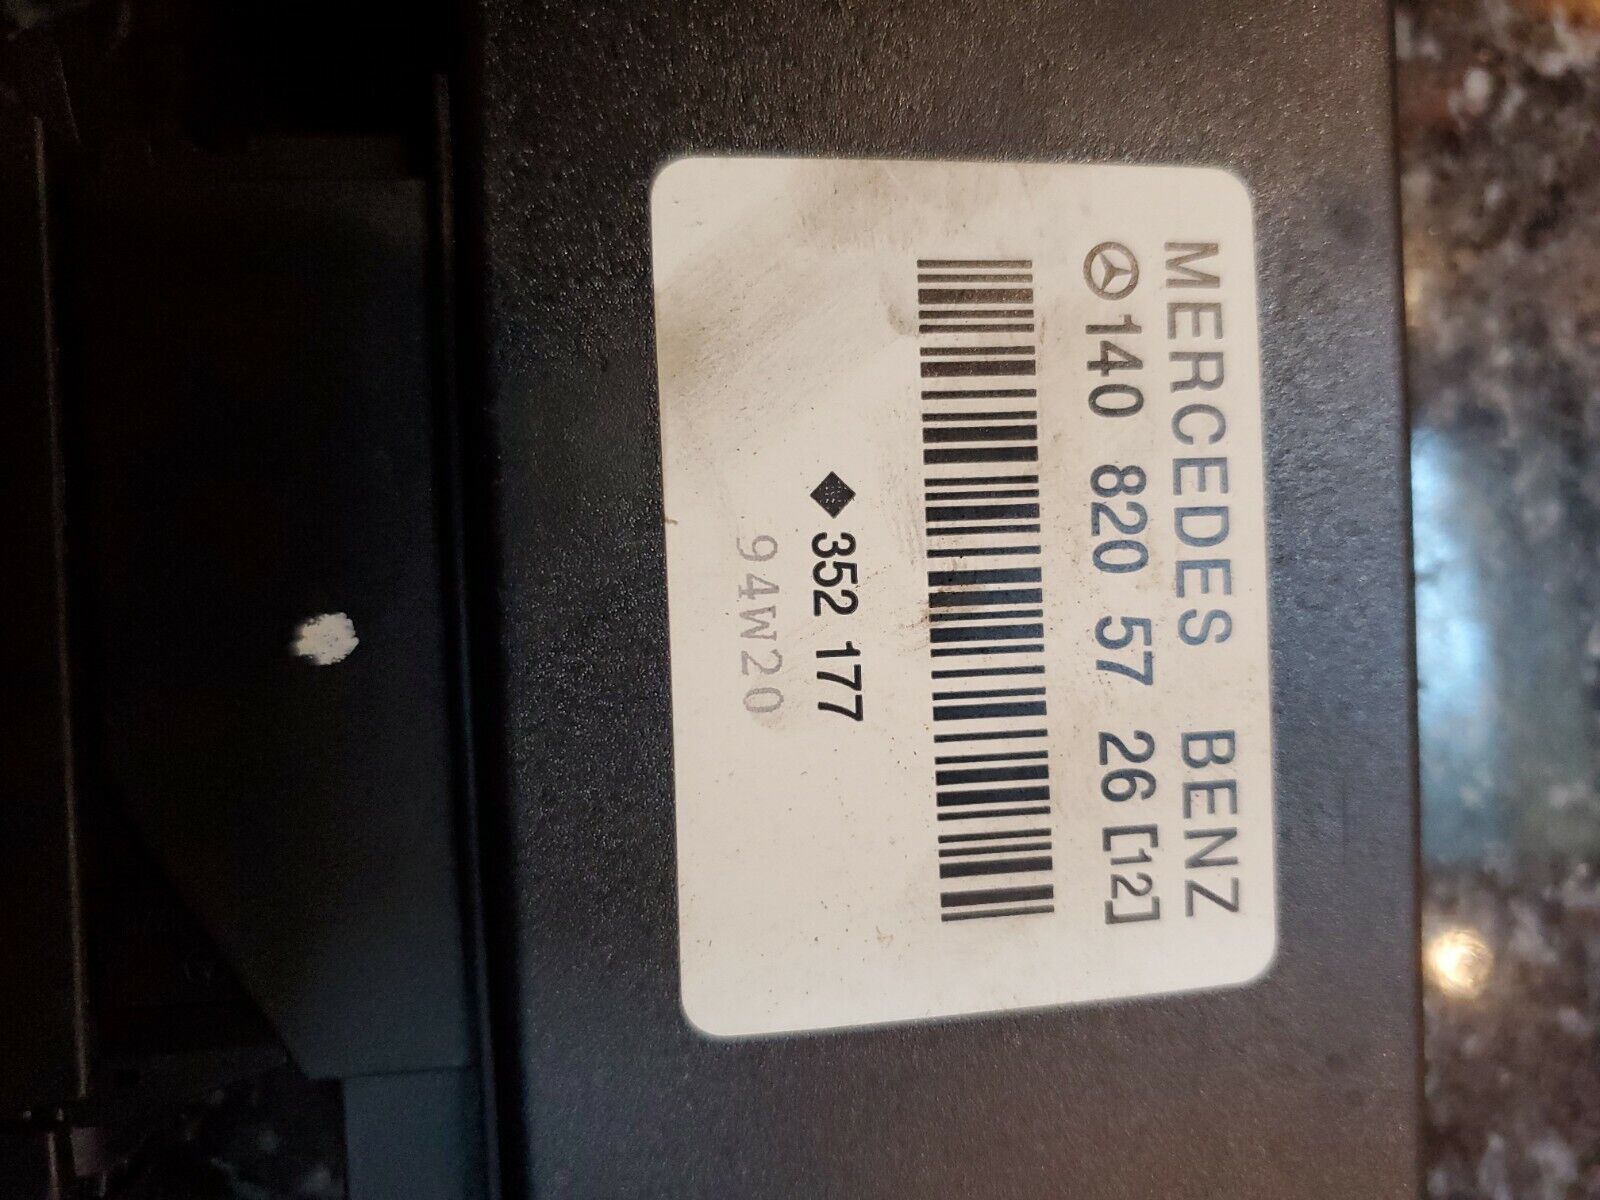 MERCEDES BENZ
140 820 57 26 [12]
352 177
94W20